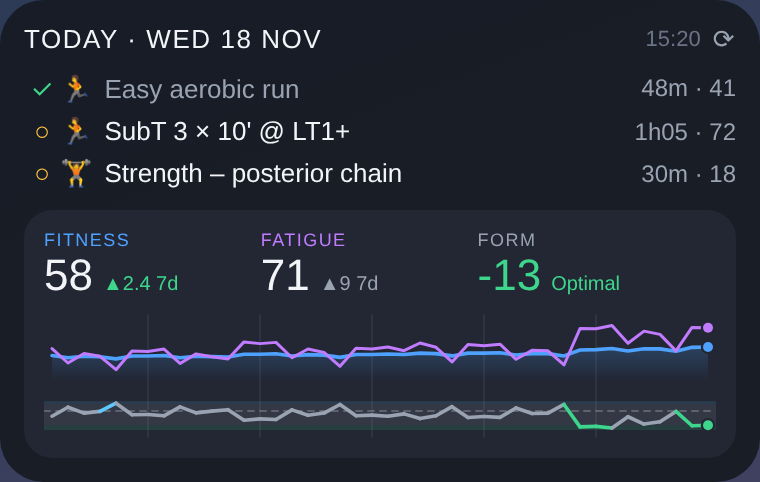 TODAY · WED 18 NOV 15:20 ⟳
✓ 🏃 Easy aerobic run 48m · 41
○ 🏃 SubT 3 × 10' @ LT1+ 1h05 · 72
○ 🏋️ Strength – posterior chain 30m · 18
FITNESS FATIGUE FORM
58 ▲2.4 7d 71 ▲9 7d -13 Optimal